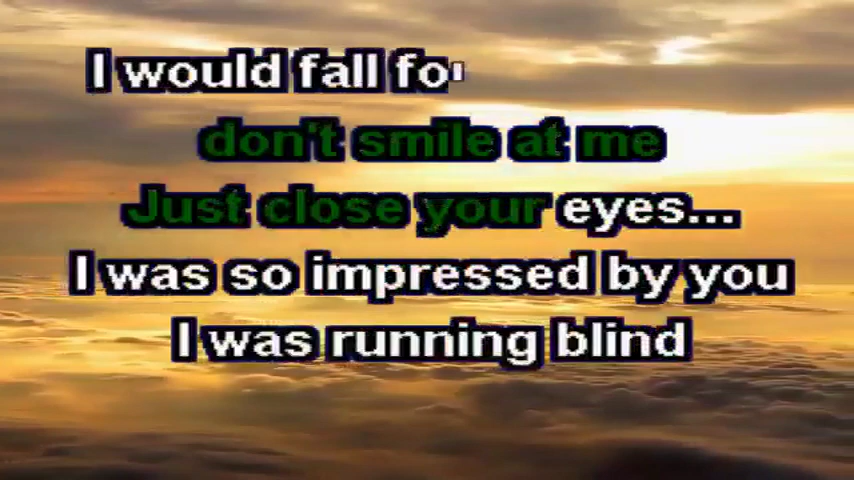 I would fall fo
don't smile at me
Just close your eyes...
I was so impressed by you
I was running blind